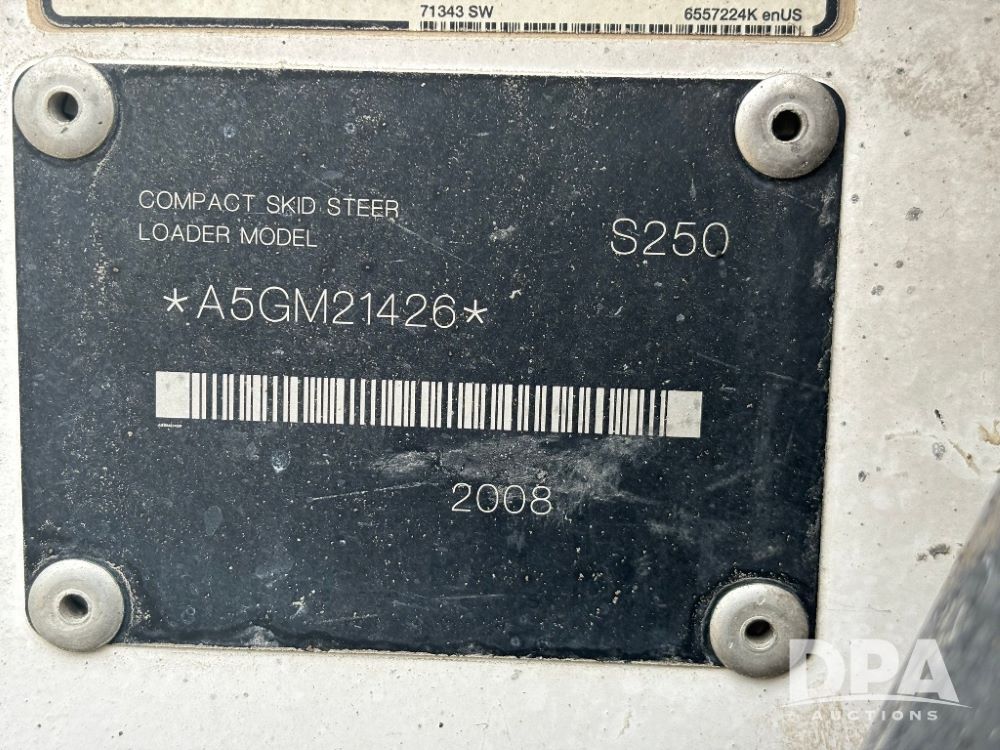 71343 SW 6557224K enUS
COMPACT SKID STEER
LOADER MODEL S250
*A5GM21426*
2008
DPA
AUCTIONS